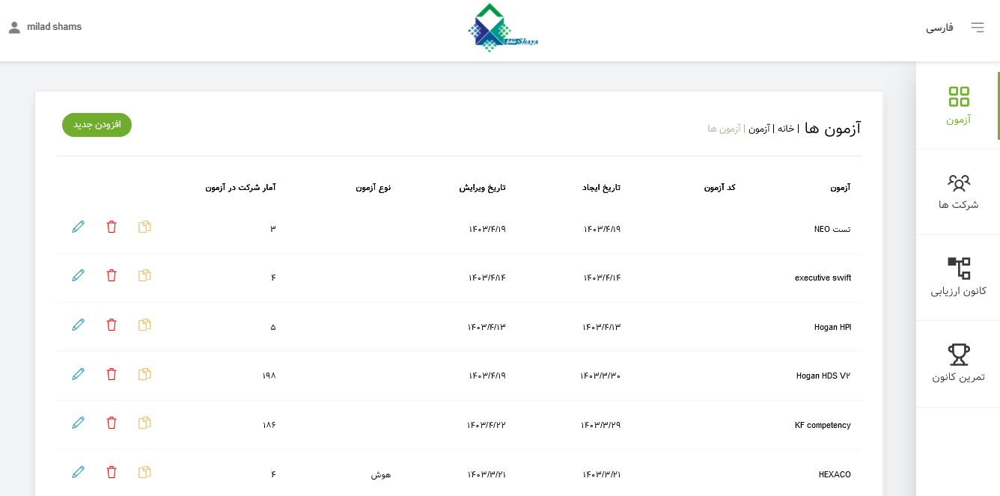 milad shams
Shaya
فارسی
آزمون
شرکت ها
کانون ارزیابی
تمرین کانون
آزمون ها | خانه | آزمون | آزمون ها
افزودن جدید
آزمون کد آزمون تاریخ ایجاد تاریخ ویرایش نوع آزمون آمار شرکت در آزمون
تست NEO ۱۴۰۳/۴/۱۹ ۱۴۰۳/۴/۱۹ ۳
executive swift ۱۴۰۳/۴/۱۴ ۱۴۰۳/۴/۱۴ ۴
Hogan HPI ۱۴۰۳/۴/۱۳ ۱۴۰۳/۴/۱۳ ۵
Hogan HDS V۲ ۱۴۰۳/۳/۳۰ ۱۴۰۳/۴/۱۹ ۱۹۸
KF competency ۱۴۰۳/۳/۲۹ ۱۴۰۳/۴/۲۲ ۱۸۶
HEXACO ۱۴۰۳/۳/۲۱ ۱۴۰۳/۳/۲۱ هوش ۴